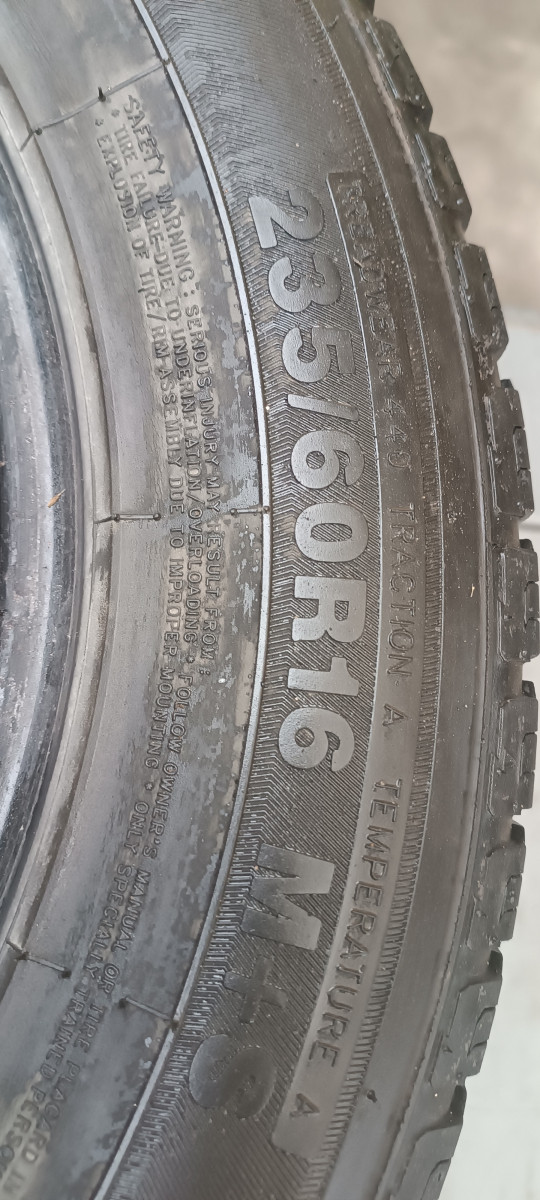 TREADWEAR 440 TRACTION A TEMPERATURE A
235/60R16 M+S
SAFETY WARNING : SERIOUS INJURY MAY RESULT FROM :
• TIRE FAILURE DUE TO UNDERINFLATION/OVERLOADING • FOLLOW OWNER'S MANUAL OR TIRE PLACARD
• EXPLOSION OF TIRE/RIM ASSEMBLY DUE TO IMPROPER MOUNTING • ONLY SPECIALLY TRAINED